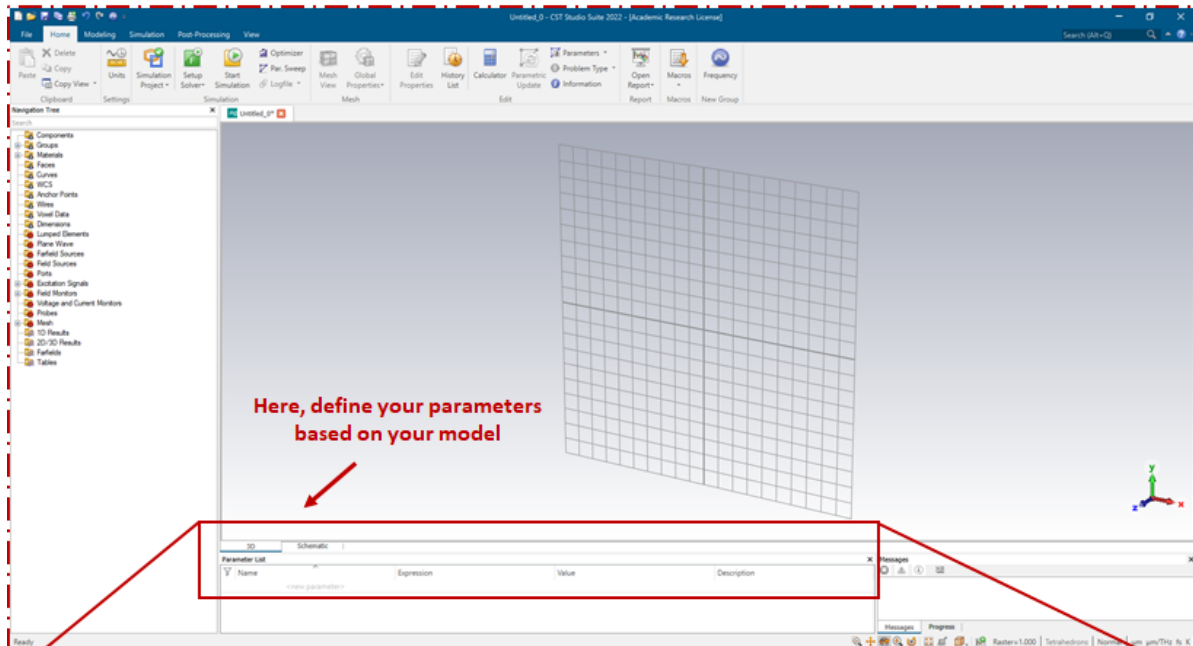 Untitled_0 - CST Studio Suite 2022 - [Academic Research License]
File Home Modeling Simulation Post-Processing View
Search (Alt+Q)
Paste
Delete
Copy
Copy View
Clipboard
Units
Settings
Simulation Project
Setup Solver
Start Simulation
Optimizer
Par. Sweep
Logfile
Simulation
Mesh View
Global Properties
Mesh
Edit Properties
History List
Calculator
Parametric Update
Parameters
Problem Type
Information
Edit
Open Report
Report
Macros
Macros
Frequency
New Group
Navigation Tree
Search
Untitled_0*
Components
Groups
Materials
Faces
Curves
WCS
Anchor Points
Wires
Voxel Data
Dimensions
Lumped Elements
Plane Wave
Farfield Sources
Field Sources
Ports
Excitation Signals
Field Monitors
Voltage and Current Monitors
Probes
Mesh
1D Results
2D/3D Results
Farfields
Tables
Here, define your parameters
based on your model
y
z
x
3D Schematic
Parameter List
Name Expression Value Description
<new parameter>
Messages
Messages Progress
Ready
Raster=1.000 Tetrahedrons Normal μm μm/THz fs K